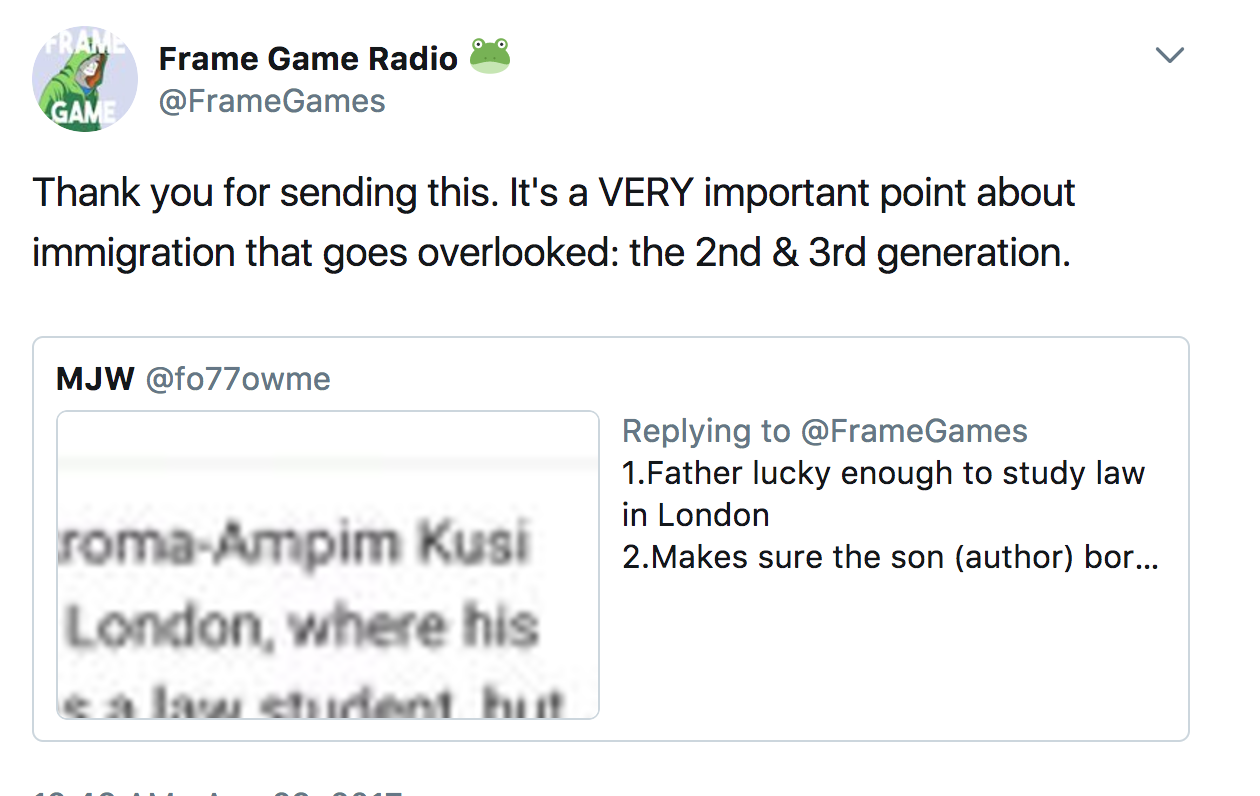 FRAME
GAME
Frame Game Radio
@FrameGames
Thank you for sending this. It's a VERY important point about
immigration that goes overlooked: the 2nd & 3rd generation.
MJW @fo77owme
roma-Ampim Kusi
London, where his
s a law student, but
Replying to @FrameGames
1.Father lucky enough to study law
in London
2.Makes sure the son (author) bor...